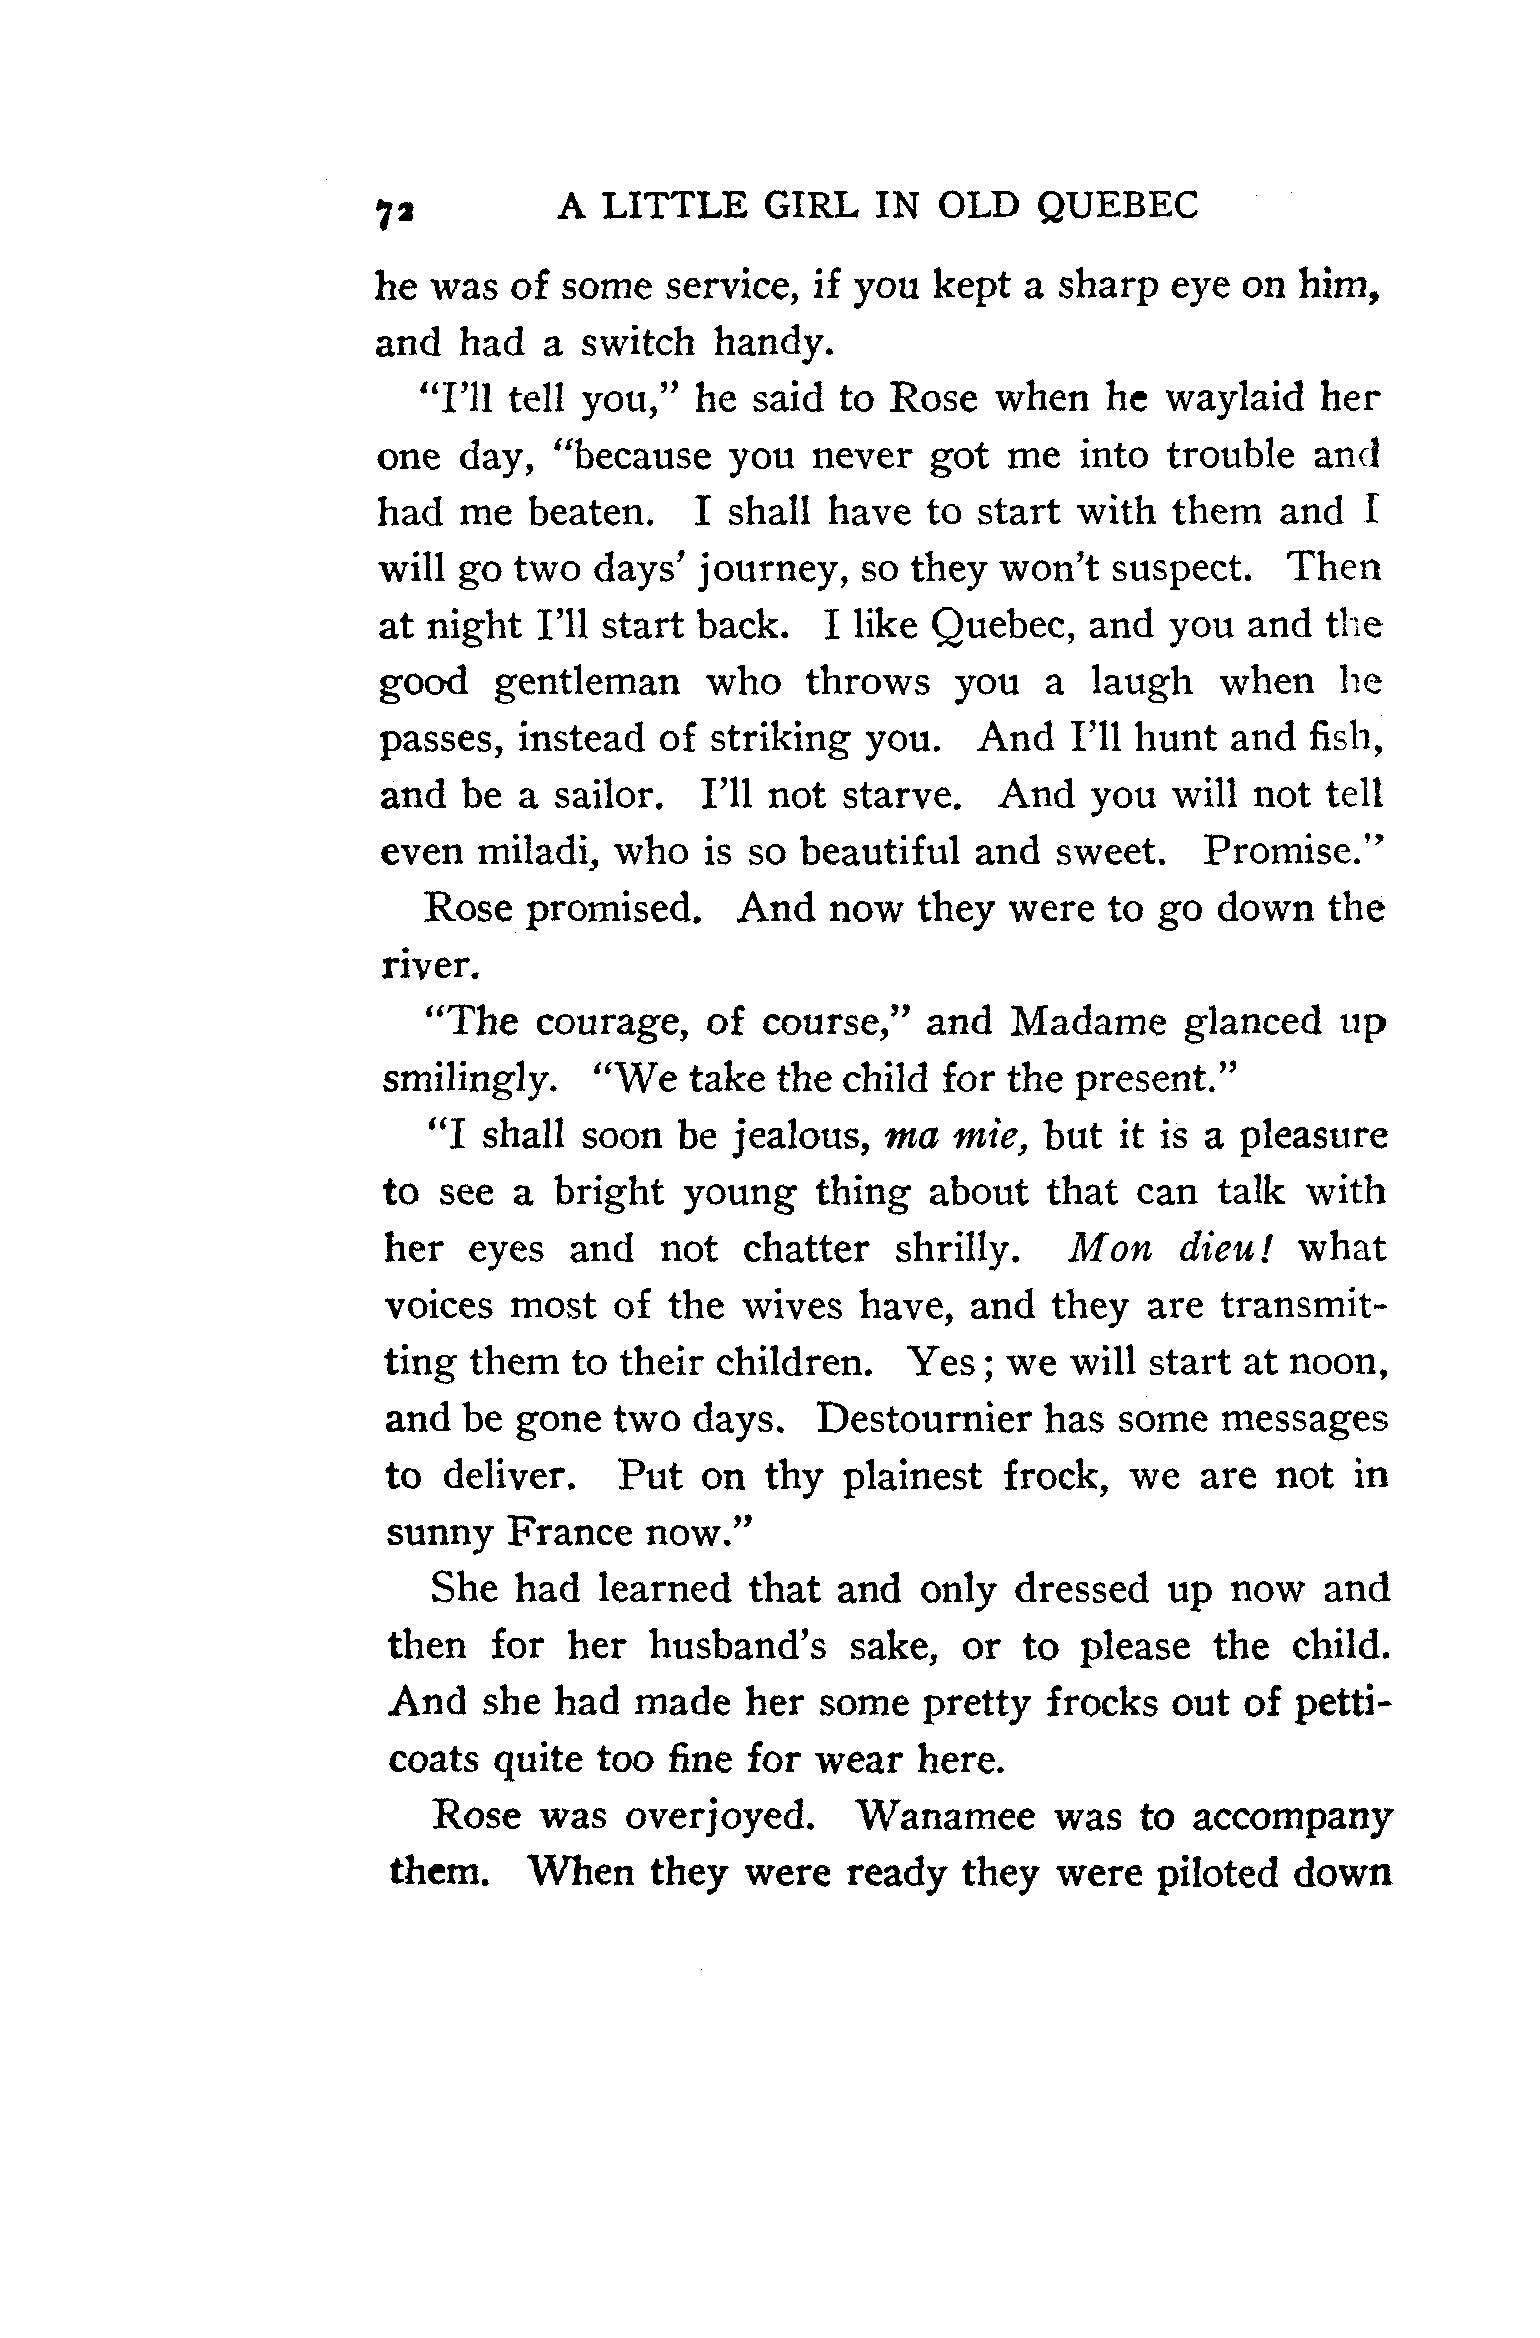 72 A LITTLE GIRL IN OLD QUEBEC
he was of some service, if you kept a sharp eye on him,
and had a switch handy.
"I'll tell you," he said to Rose when he waylaid her
one day, "because you never got me into trouble and
had me beaten. I shall have to start with them and I
will go two days' journey, so they won't suspect. Then
at night I'll start back. I like Quebec, and you and the
good gentleman who throws you a laugh when he
passes, instead of striking you. And I'll hunt and fish,
and be a sailor. I'll not starve. And you will not tell
even miladi, who is so beautiful and sweet. Promise."
Rose promised. And now they were to go down the
river.
"The courage, of course," and Madame glanced up
smilingly. "We take the child for the present."
"I shall soon be jealous, ma mie, but it is a pleasure
to see a bright young thing about that can talk with
her eyes and not chatter shrilly. Mon dieu! what
voices most of the wives have, and they are transmit-
ting them to their children. Yes; we will start at noon,
and be gone two days. Destournier has some messages
to deliver. Put on thy plainest frock, we are not in
sunny France now."
She had learned that and only dressed up now and
then for her husband's sake, or to please the child.
And she had made her some pretty frocks out of petti-
coats quite too fine for wear here.
Rose was overjoyed. Wanamee was to accompany
them. When they were ready they were piloted down